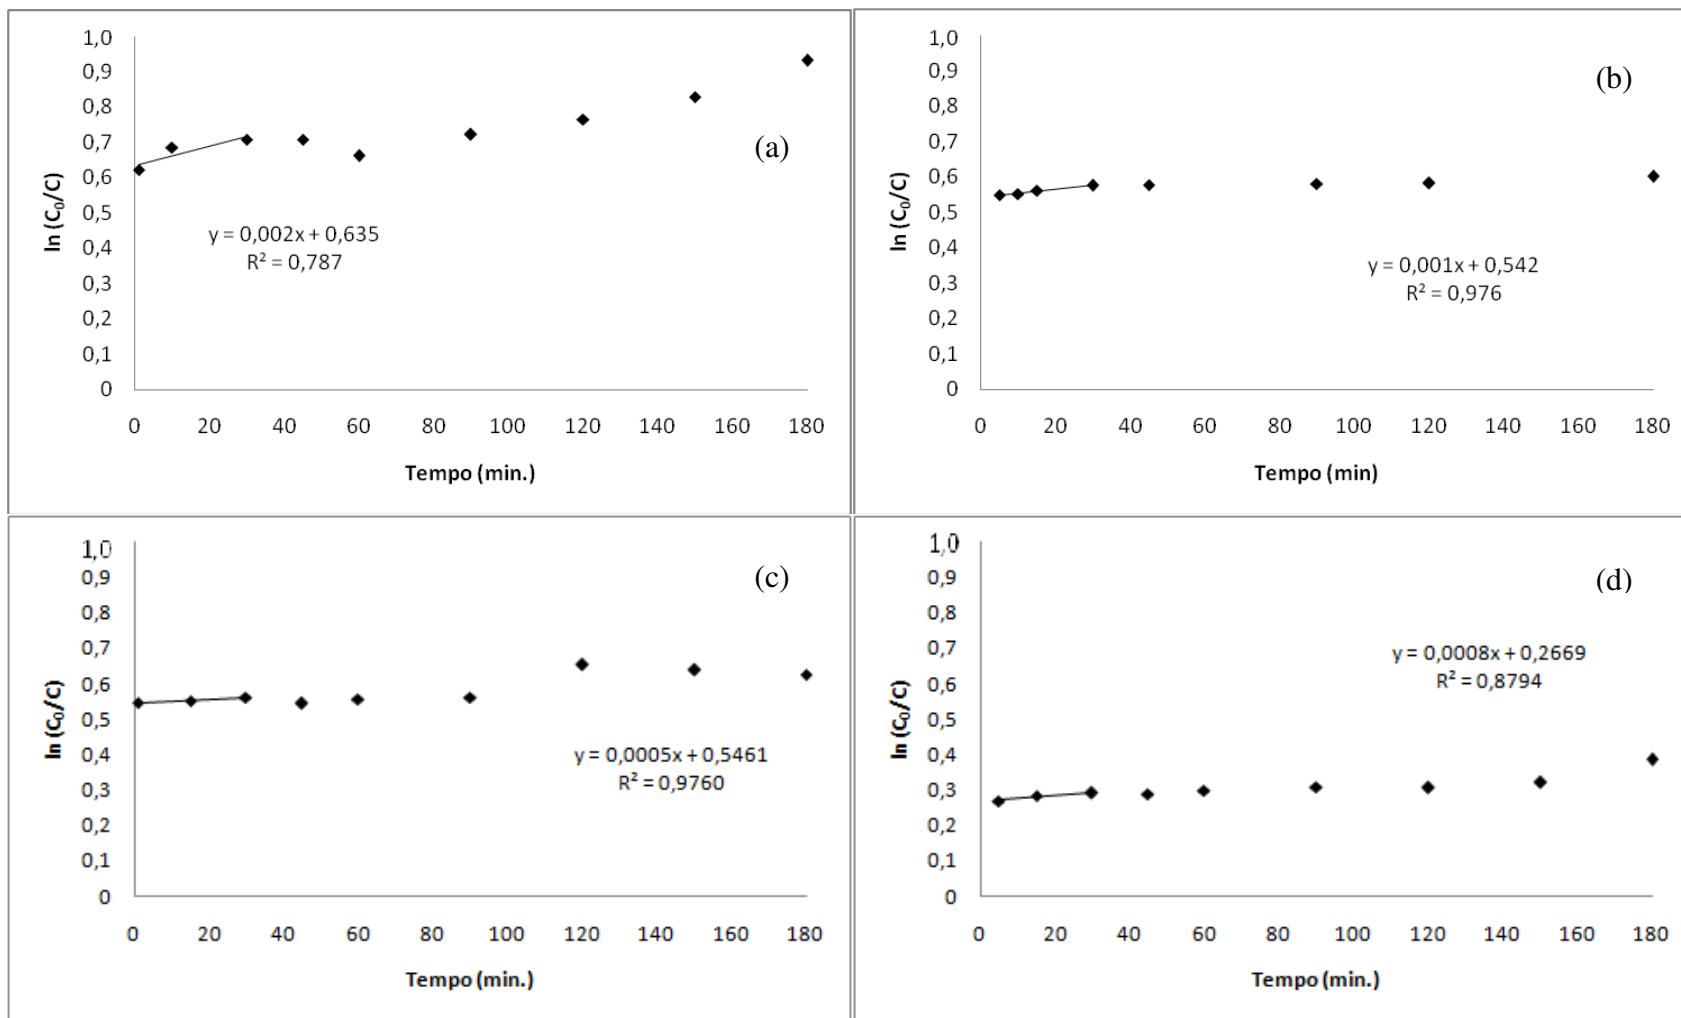 1,0
0,9
0,8
0,7
0,6
0,5
0,4
0,3
0,2
0,1
0
ln (C₀/C)
(a)
y = 0,002x + 0,635
R² = 0,787
0 20 40 60 80 100 120 140 160 180
Tempo (min.)
1,0
0,9
0,8
0,7
0,6
0,5
0,4
0,3
0,2
0,1
0
ln (C₀/C)
(b)
y = 0,001x + 0,542
R² = 0,976
0 20 40 60 80 100 120 140 160 180
Tempo (min)
1,0
0,9
0,8
0,7
0,6
0,5
0,4
0,3
0,2
0,1
0
ln (C₀/C)
(c)
y = 0,0005x + 0,5461
R² = 0,9760
0 20 40 60 80 100 120 140 160 180
Tempo (min.)
1,0
0,9
0,8
0,7
0,6
0,5
0,4
0,3
0,2
0,1
0
ln (C₀/C)
(d)
y = 0,0008x + 0,2669
R² = 0,8794
0 20 40 60 80 100 120 140 160 180
Tempo (min.)